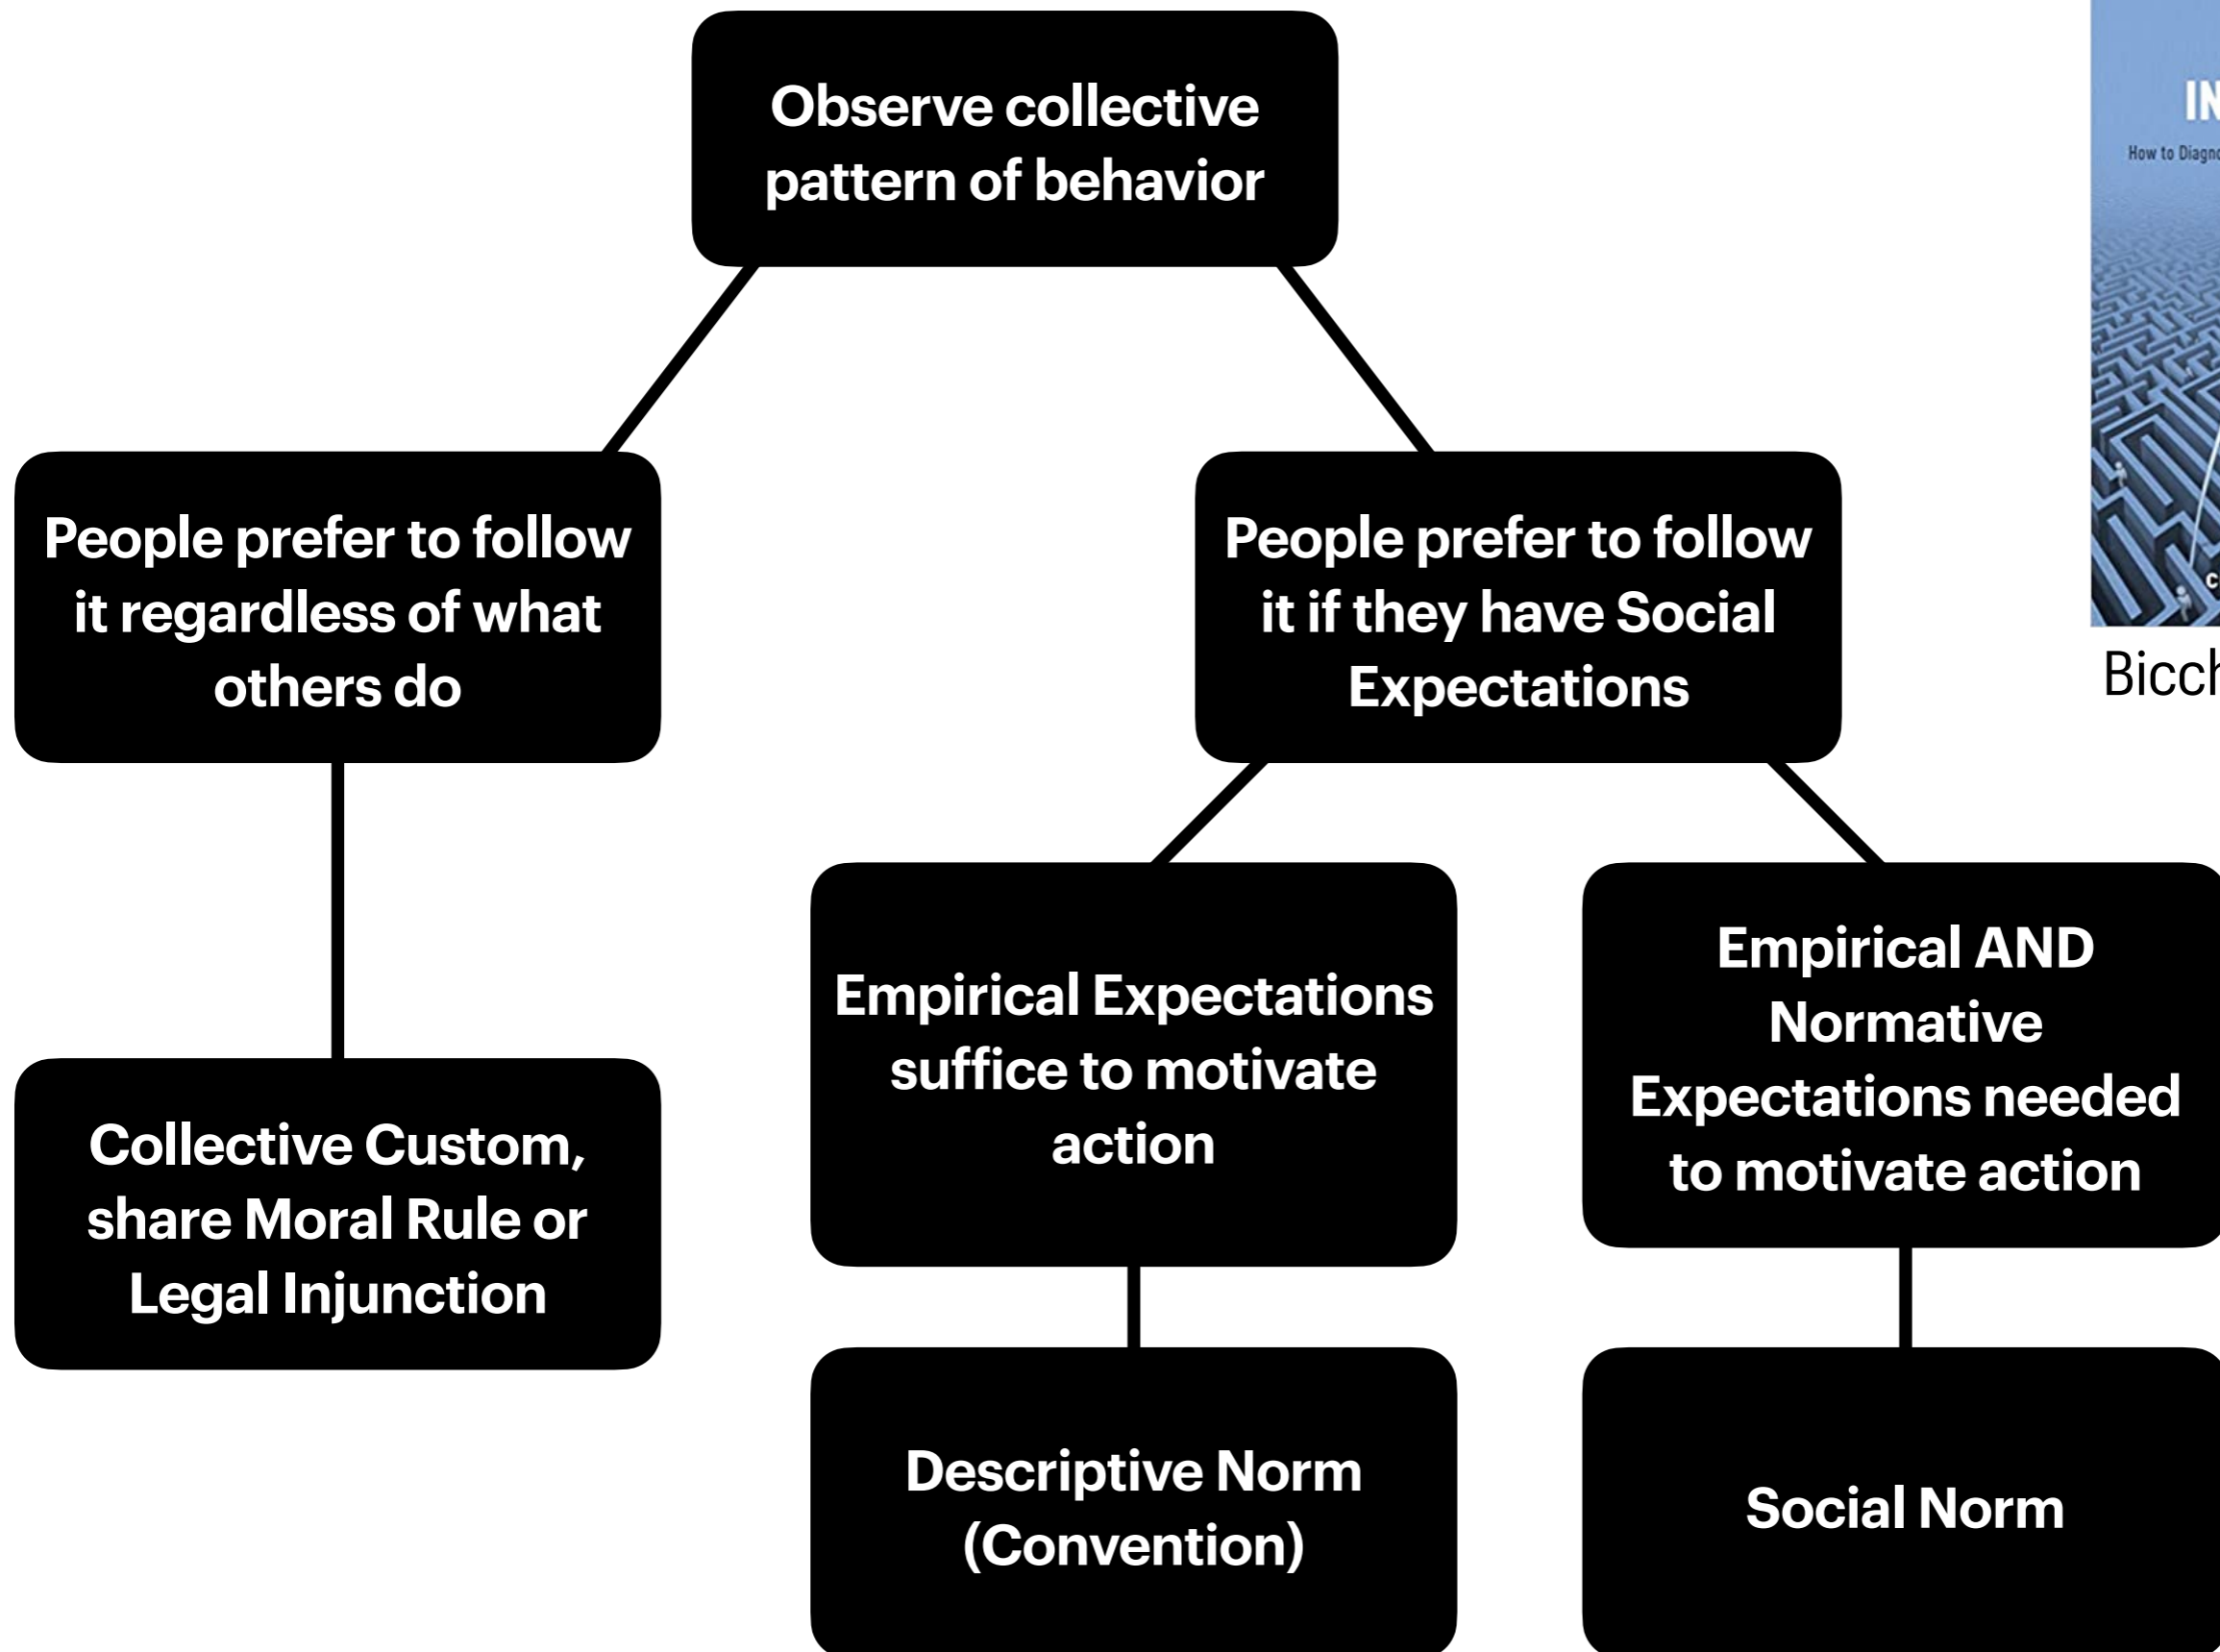 Observe collective
pattern of behavior
How to
People prefer to follow
it regardless of what
others do
People prefer to follow
it if they have Social
Expectations
Empirical Expectations
suffice to motivate
action
Empirical AND
Normative
Expectations needed
to motivate action
Collective Custom,
share Moral Rule or
Legal Injunction
Descriptive Norm
(Convention)
Social Norm